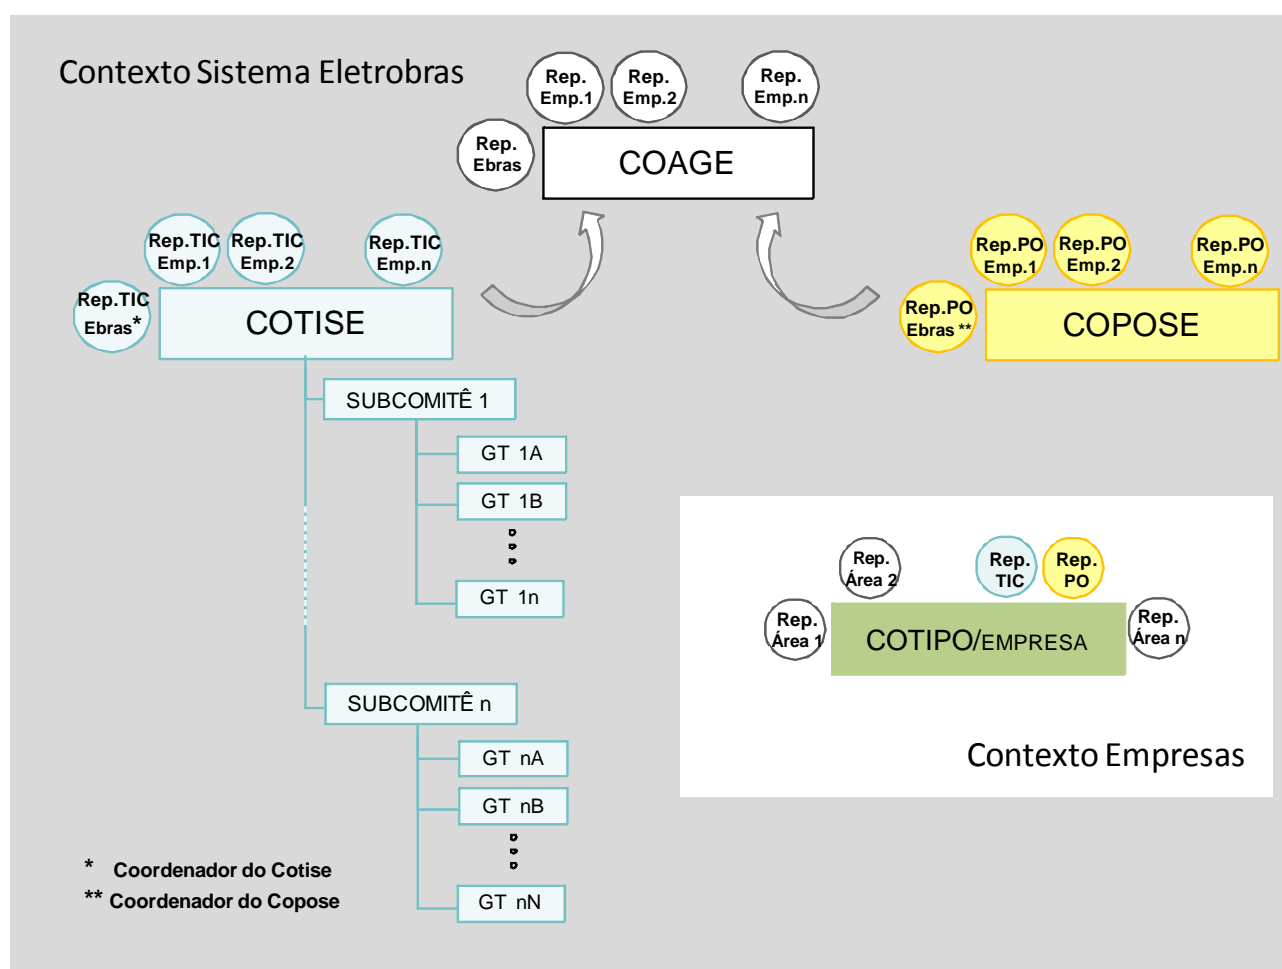 Contexto Sistema Eletrobras
Rep.
Emp.1
Rep.
Emp.2
Rep.
Emp.n
Rep.
Ebras
COAGE
Rep.TIC
Emp.1
Rep.TIC
Emp.2
Rep.TIC
Emp.n
Rep.TIC
Ebras*
COTISE
Rep.PO
Emp.1
Rep.PO
Emp.2
Rep.PO
Emp.n
Rep.PO
Ebras **
COPOSE
SUBCOMITÊ 1
GT 1A
GT 1B
GT 1n
SUBCOMITÊ n
GT nA
GT nB
GT nN
Rep.
Área 1
Rep.
Área 2
Rep.
TIC
Rep.
PO
Rep.
Área n
COTIPO/EMPRESA
Contexto Empresas
* Coordenador do Cotise
** Coordenador do Copose